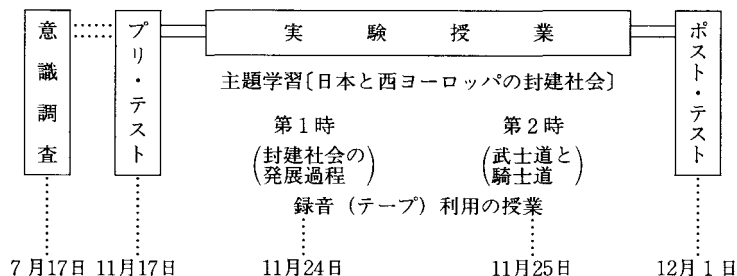 意識調査
プリ・テスト
実験授業
ポスト・テスト
主題学習〔日本と西ヨーロッパの封建社会〕
第1時
第2時
(封建社会の発展過程)
(武士道と騎士道)
録音(テープ)利用の授業
7月17日 11月17日 11月24日 11月25日 12月1日